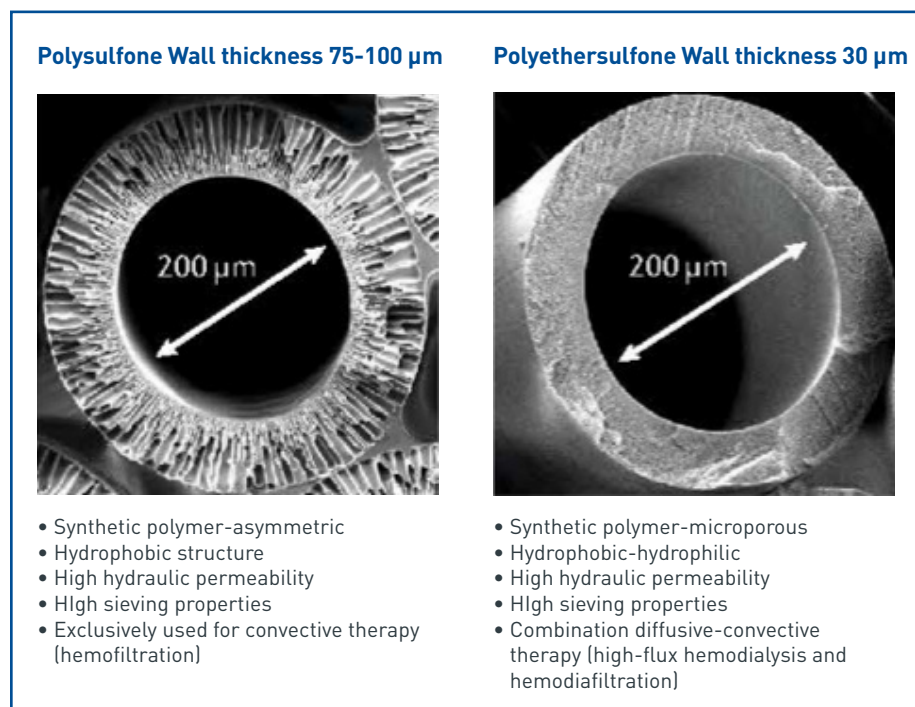 Polysulfone Wall thickness 75-100 µm
200 µm
• Synthetic polymer-asymmetric
• Hydrophobic structure
• High hydraulic permeability
• HIgh sieving properties
• Exclusively used for convective therapy
(hemofiltration)
Polyethersulfone Wall thickness 30 µm
200 µm
• Synthetic polymer-microporous
• Hydrophobic-hydrophilic
• High hydraulic permeability
• HIgh sieving properties
• Combination diffusive-convective
therapy (high-flux hemodialysis and
hemodiafiltration)